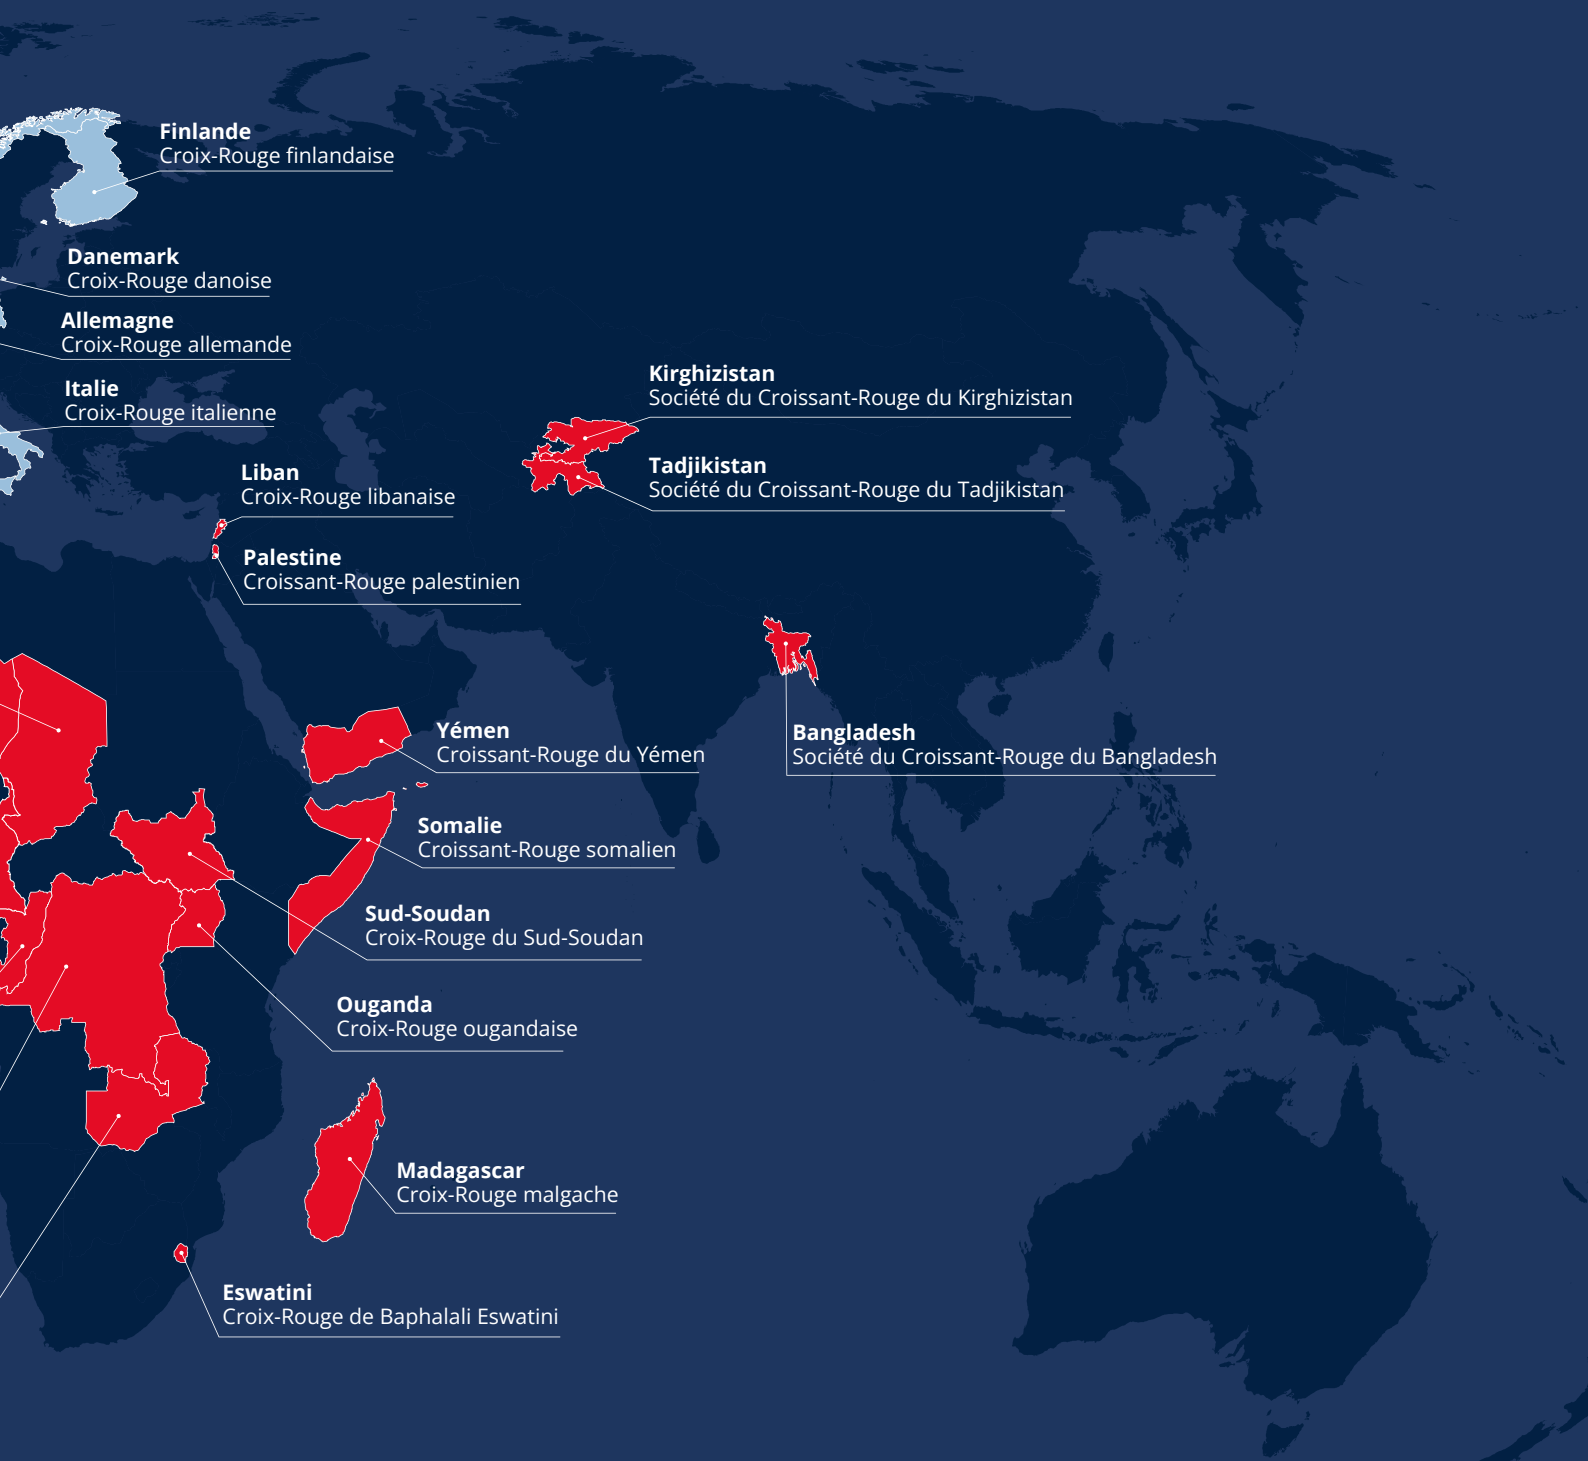 Finlande
Croix-Rouge finlandaise
Danemark
Croix-Rouge danoise
Allemagne
Croix-Rouge allemande
Italie
Croix-Rouge italienne
Kirghizistan
Société du Croissant-Rouge du Kirghizistan
Tadjikistan
Société du Croissant-Rouge du Tadjikistan
Liban
Croix-Rouge libanaise
Palestine
Croissant-Rouge palestinien
Yémen
Croissant-Rouge du Yémen
Bangladesh
Société du Croissant-Rouge du Bangladesh
Somalie
Croissant-Rouge somalien
Sud-Soudan
Croix-Rouge du Sud-Soudan
Ouganda
Croix-Rouge ougandaise
Madagascar
Croix-Rouge malgache
Eswatini
Croix-Rouge de Baphalali Eswatini